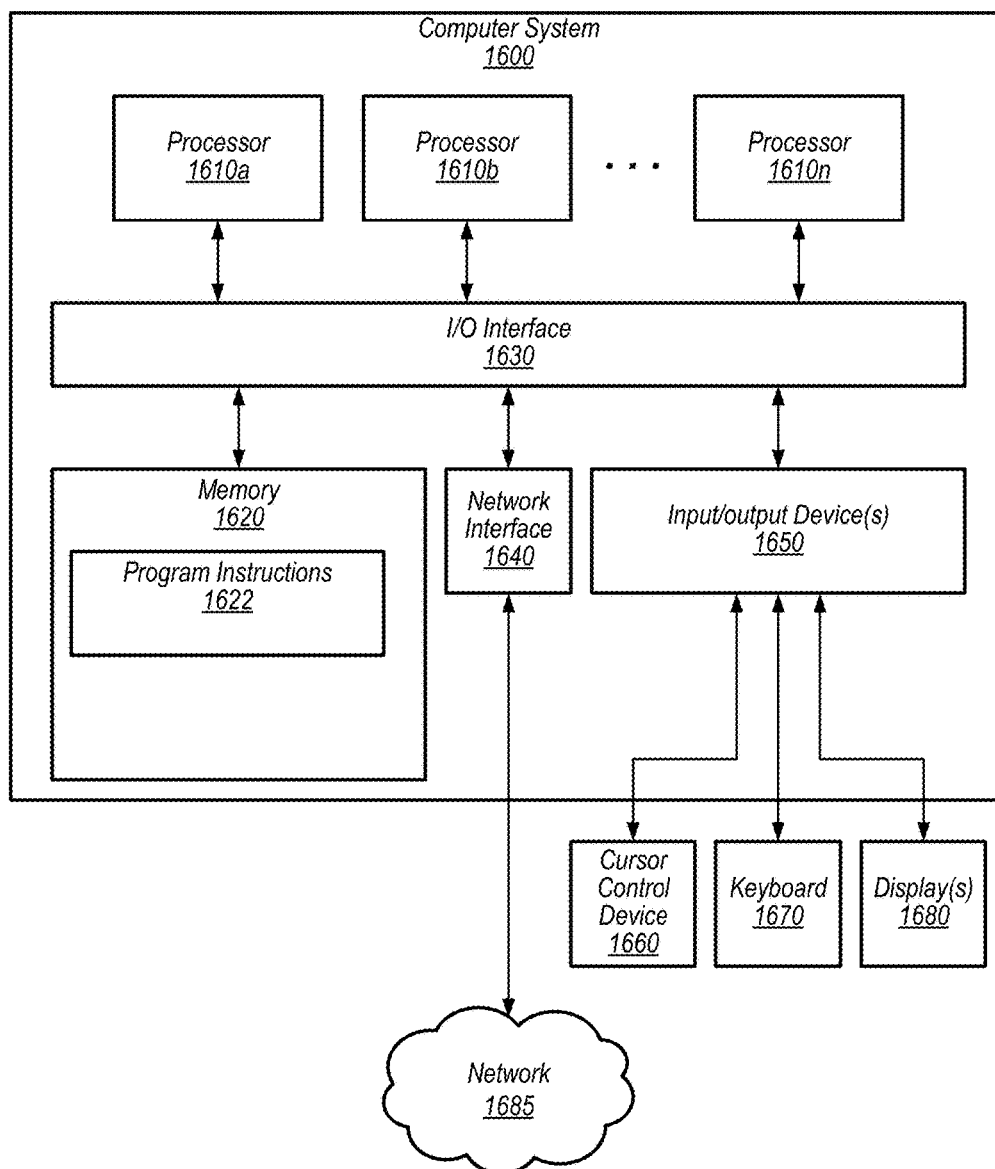 Computer System
1600
Processor
1610a
Processor
1610b
. . .
Processor
1610n
I/O Interface
1630
Memory
1620
Program Instructions
1622
Network
Interface
1640
Input/output Device(s)
1650
Cursor
Control
Device
1660
Keyboard
1670
Display(s)
1680
Network
1685